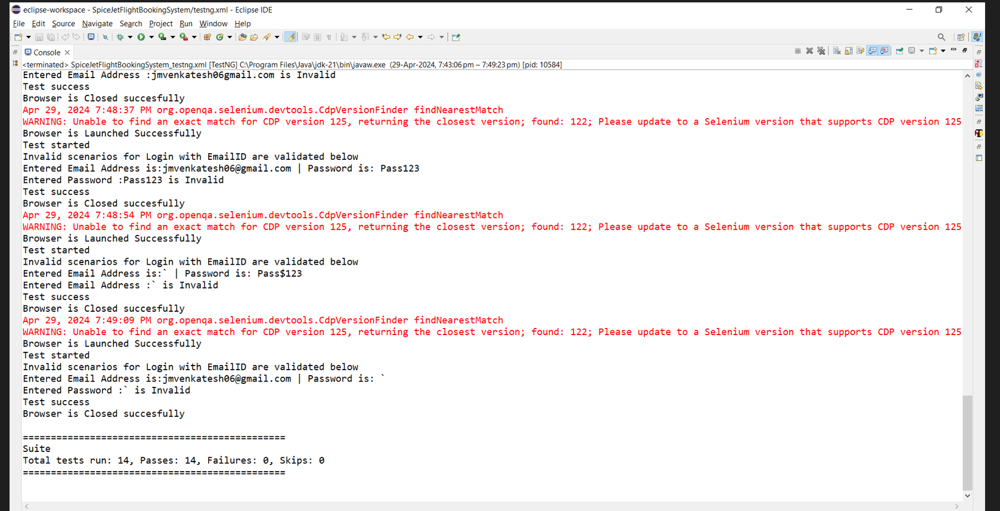 eclipse-workspace - SpiceJetFlightBookingSystem/testng.xml - Eclipse IDE
File Edit Source Navigate Search Project Run Window Help
Console
<terminated> SpiceJetFlightBookingSystem_testng.xml [TestNG] C:\Program Files\Java\jdk-21\bin\javaw.exe (29-Apr-2024, 7:43:06 pm – 7:49:23 pm) [pid: 10584]
Entered Email Address :jmvenkatesh06gmail.com is Invalid
Test success
Browser is Closed succesfully
Apr 29, 2024 7:48:37 PM org.openqa.selenium.devtools.CdpVersionFinder findNearestMatch
WARNING: Unable to find an exact match for CDP version 125, returning the closest version; found: 122; Please update to a Selenium version that supports CDP version 125
Browser is Launched Successfully
Test started
Invalid scenarios for Login with EmailID are validated below
Entered Email Address is:jmvenkatesh06@gmail.com | Password is: Pass123
Entered Password :Pass123 is Invalid
Test success
Browser is Closed succesfully
Apr 29, 2024 7:48:54 PM org.openqa.selenium.devtools.CdpVersionFinder findNearestMatch
WARNING: Unable to find an exact match for CDP version 125, returning the closest version; found: 122; Please update to a Selenium version that supports CDP version 125
Browser is Launched Successfully
Test started
Invalid scenarios for Login with EmailID are validated below
Entered Email Address is:` | Password is: Pass$123
Entered Email Address :` is Invalid
Test success
Browser is Closed succesfully
Apr 29, 2024 7:49:09 PM org.openqa.selenium.devtools.CdpVersionFinder findNearestMatch
WARNING: Unable to find an exact match for CDP version 125, returning the closest version; found: 122; Please update to a Selenium version that supports CDP version 125
Browser is Launched Successfully
Test started
Invalid scenarios for Login with EmailID are validated below
Entered Email Address is:jmvenkatesh06@gmail.com | Password is: `
Entered Password :` is Invalid
Test success
Browser is Closed succesfully
===============================================
Suite
Total tests run: 14, Passes: 14, Failures: 0, Skips: 0
===============================================